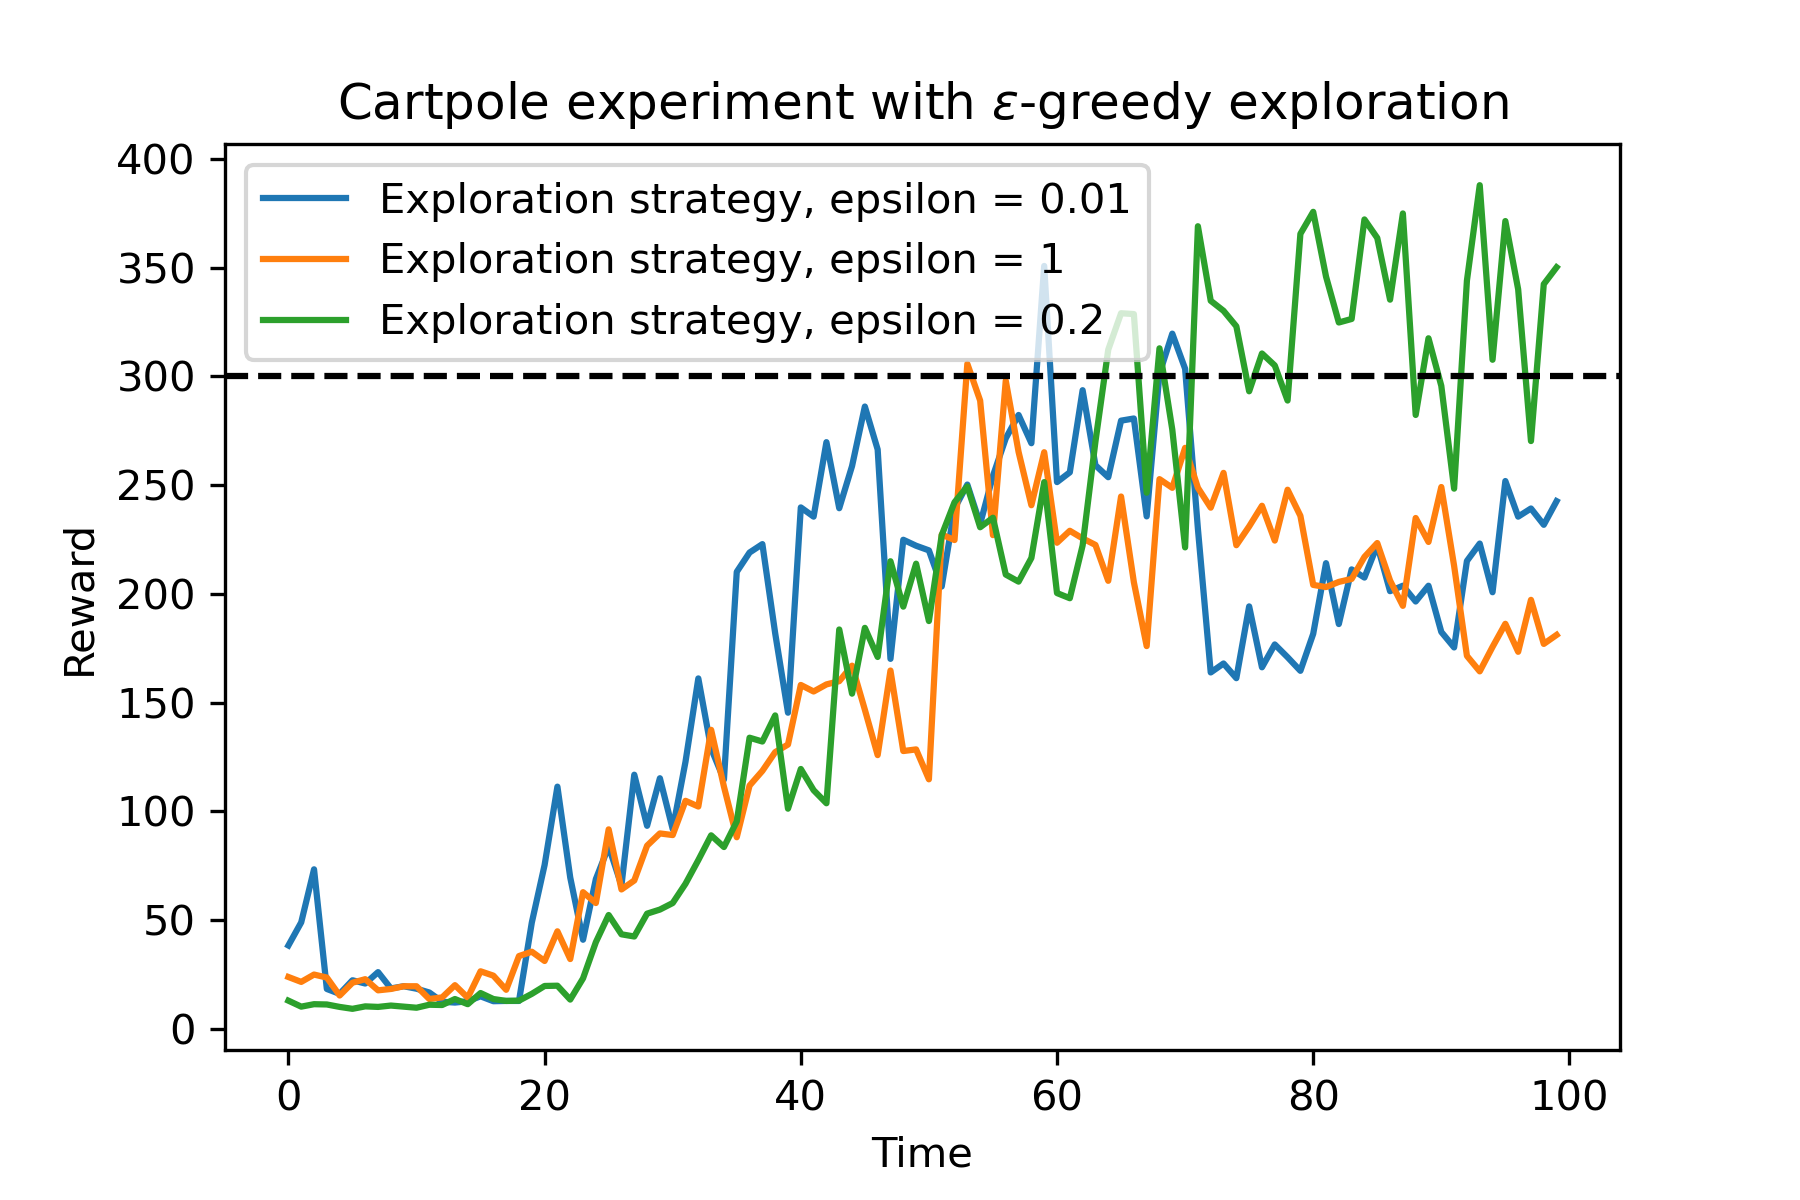 Cartpole experiment with ε-greedy exploration
400
350
300
250
200
150
100
50
0
Reward
Exploration strategy, epsilon = 0.01
Exploration strategy, epsilon = 1
Exploration strategy, epsilon = 0.2
0 20 40 60 80 100
Time